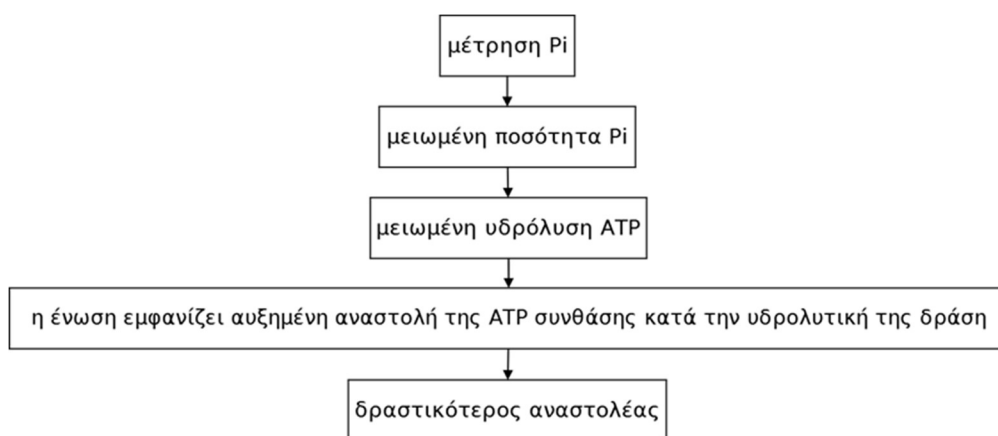 μέτρηση Pi
μειωμένη ποσότητα Pi
μειωμένη υδρόλυση ATP
η ένωση εμφανίζει αυξημένη αναστολή της ATP συνθάσης κατά την υδρολυτική της δράση
δραστικότερος αναστολέας